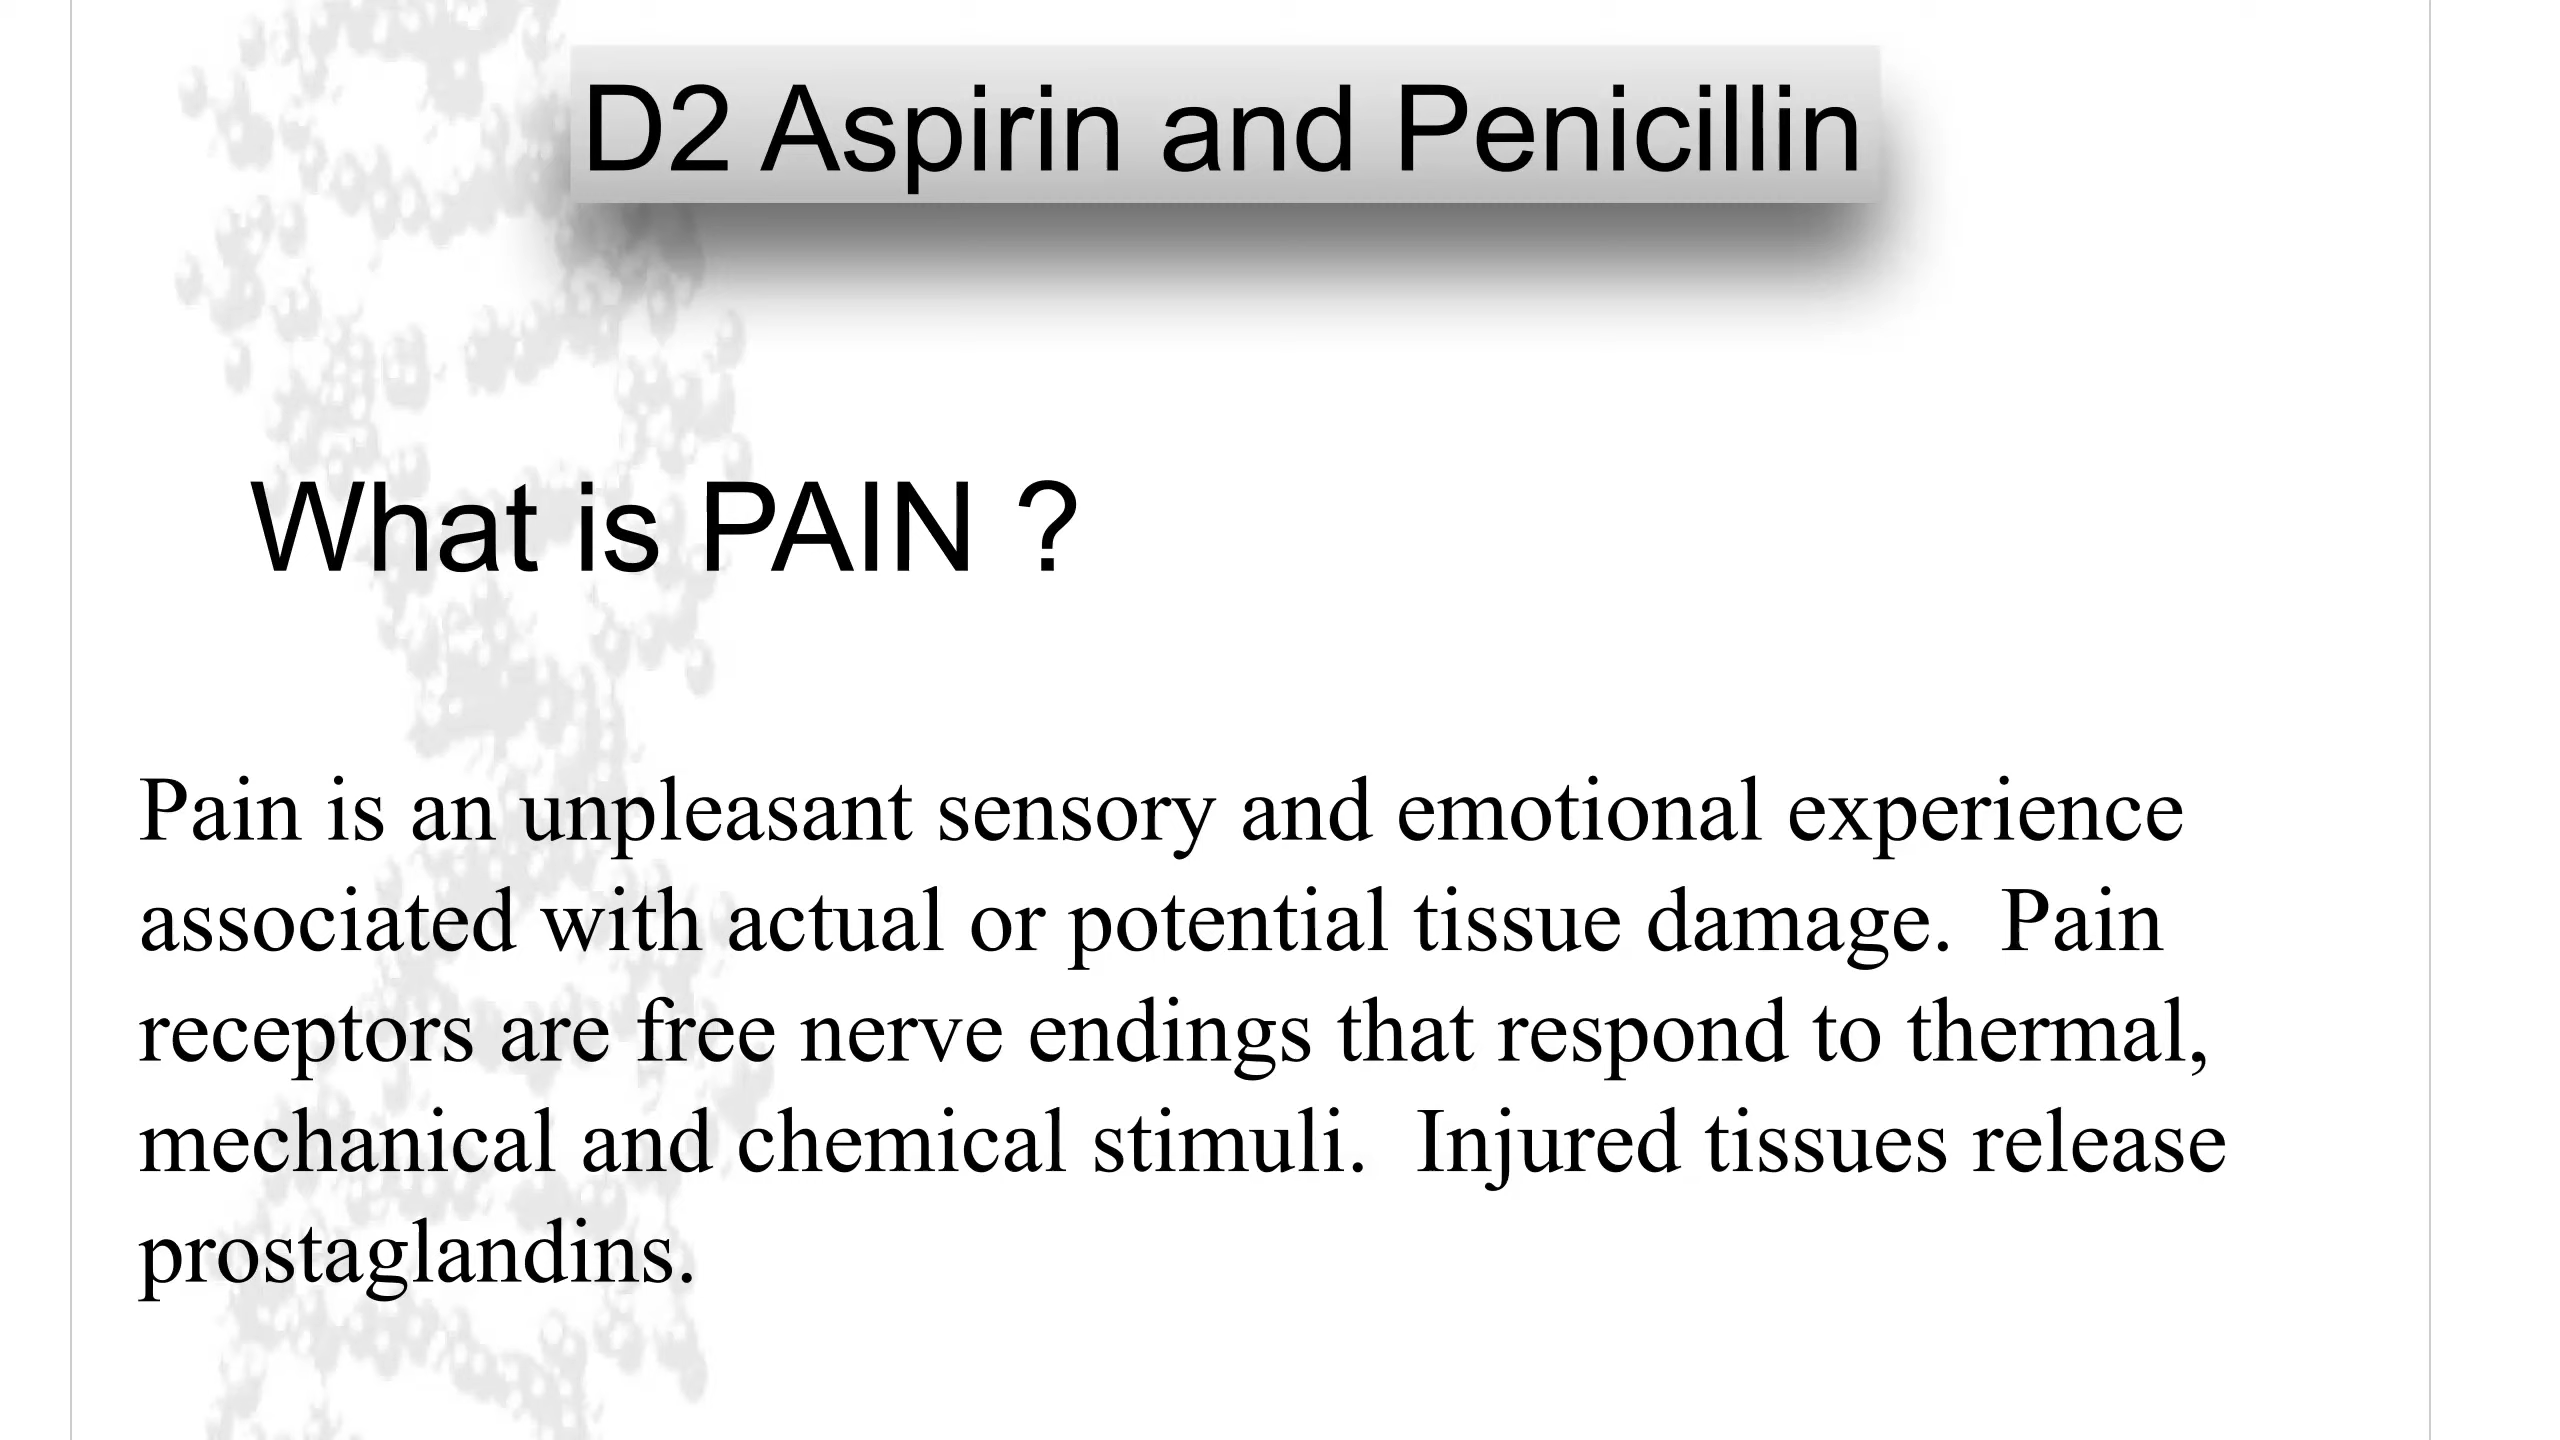 D2 Aspirin and Penicillin
What is PAIN ?
Pain is an unpleasant sensory and emotional experience
associated with actual or potential tissue damage.  Pain
receptors are free nerve endings that respond to thermal,
mechanical and chemical stimuli.  Injured tissues release
prostaglandins.